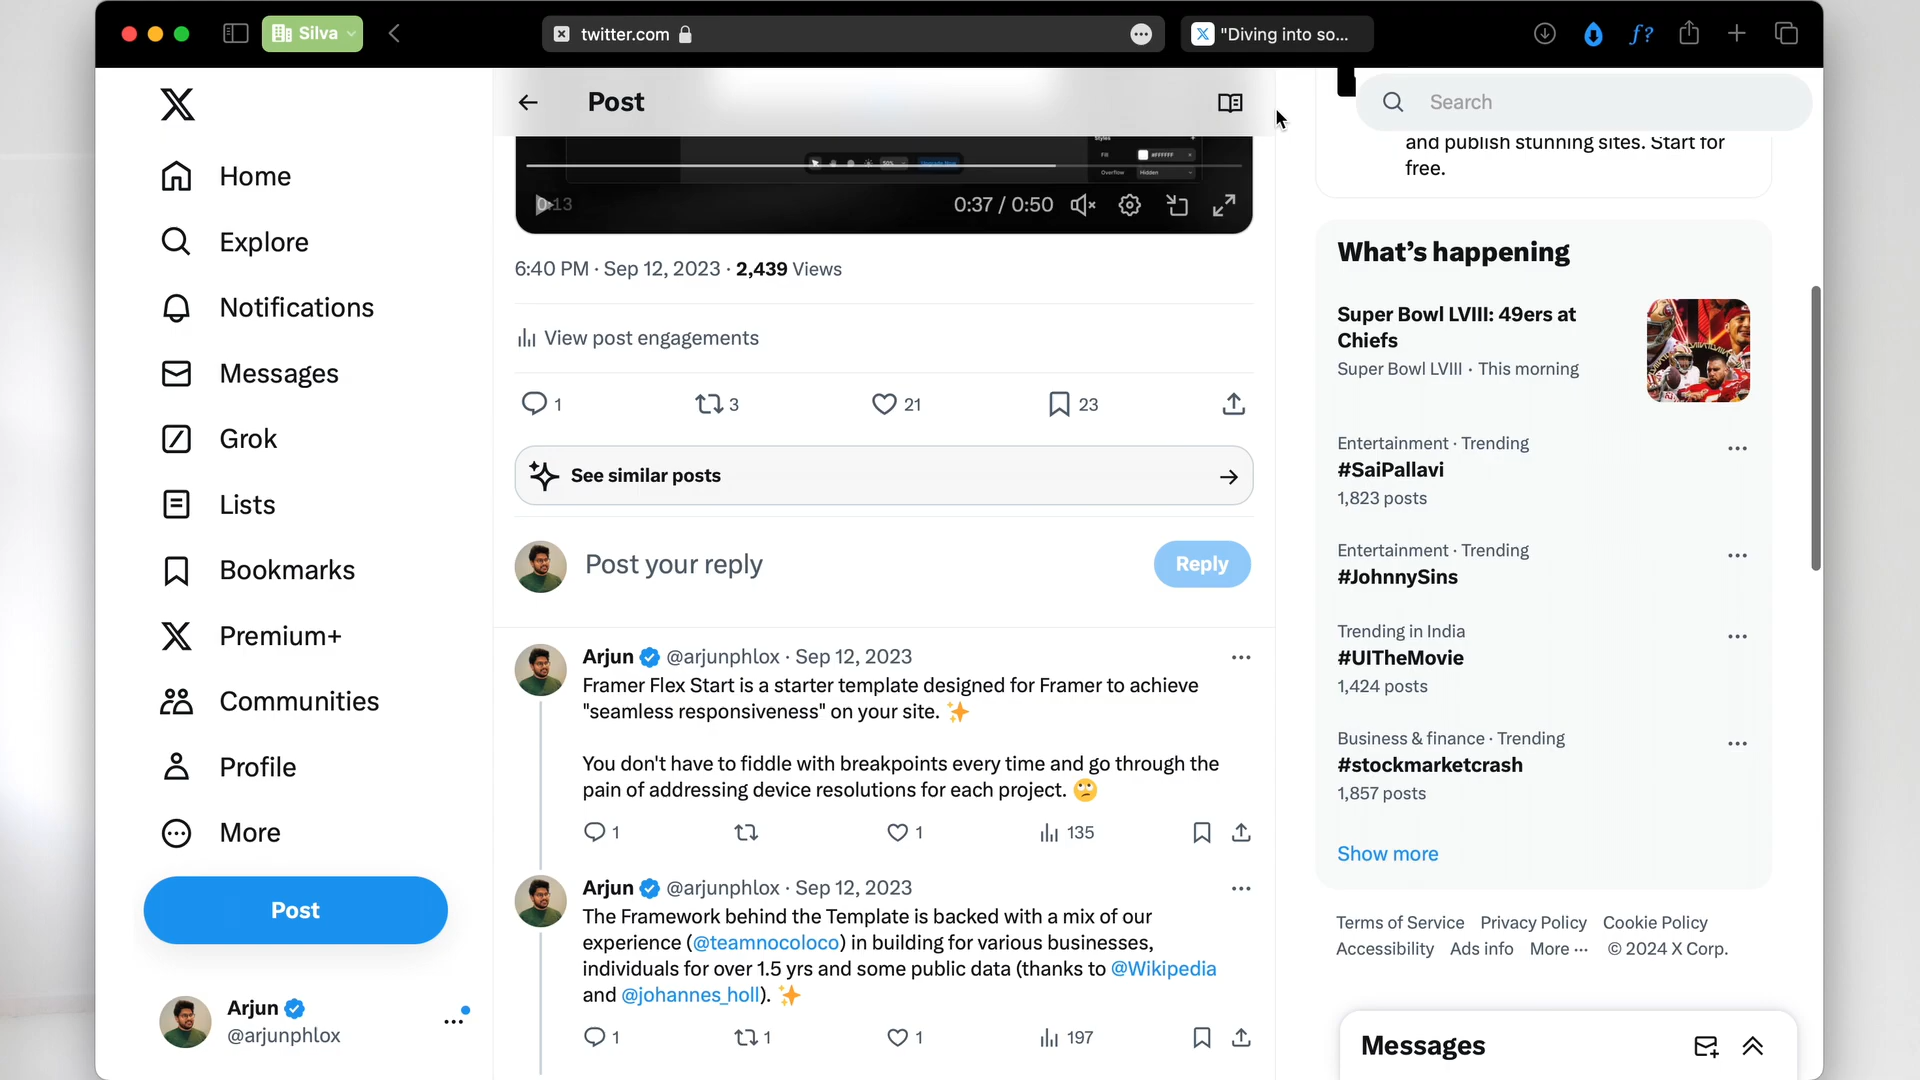 Silva
twitter.com
"Diving into so...
f?
Post
Search
Home
Explore
Notifications
Messages
Grok
Lists
Bookmarks
Premium+
Communities
Profile
More
Post
Arjun
@arjunphlox
Styles
Fill
#FFFFFF
Overflow
Hidden
50%
0:13
0:37 / 0:50
6:40 PM · Sep 12, 2023 · 2,439 Views
View post engagements
1
3
21
23
See similar posts
Post your reply
Reply
Arjun @arjunphlox · Sep 12, 2023
Framer Flex Start is a starter template designed for Framer to achieve
"seamless responsiveness" on your site. ✨
You don't have to fiddle with breakpoints every time and go through the
pain of addressing device resolutions for each project. 🙄
1
1
135
Arjun @arjunphlox · Sep 12, 2023
The Framework behind the Template is backed with a mix of our
experience (@teamnocoloco) in building for various businesses,
individuals for over 1.5 yrs and some public data (thanks to @Wikipedia
and @johannes_holl). ✨
1
1
1
197
and publish stunning sites. Start for
free.
What’s happening
Super Bowl LVIII: 49ers at
Chiefs
Super Bowl LVIII · This morning
Entertainment · Trending
#SaiPallavi
1,823 posts
Entertainment · Trending
#JohnnySins
Trending in India
#UITheMovie
1,424 posts
Business & finance · Trending
#stockmarketcrash
1,857 posts
Show more
Terms of Service Privacy Policy Cookie Policy
Accessibility Ads info More ··· © 2024 X Corp.
Messages